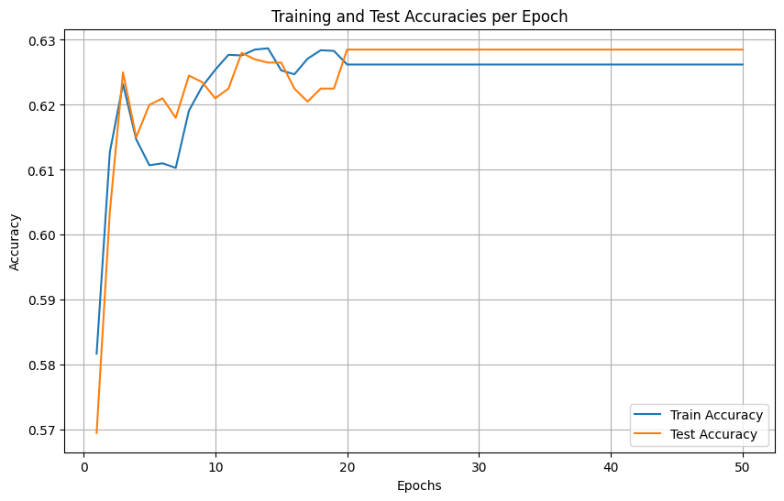 Training and Test Accuracies per Epoch
0.63
0.62
0.61
0.60
0.59
0.58
0.57
Accuracy
0 10 20 30 40 50
Epochs
Train Accuracy
Test Accuracy